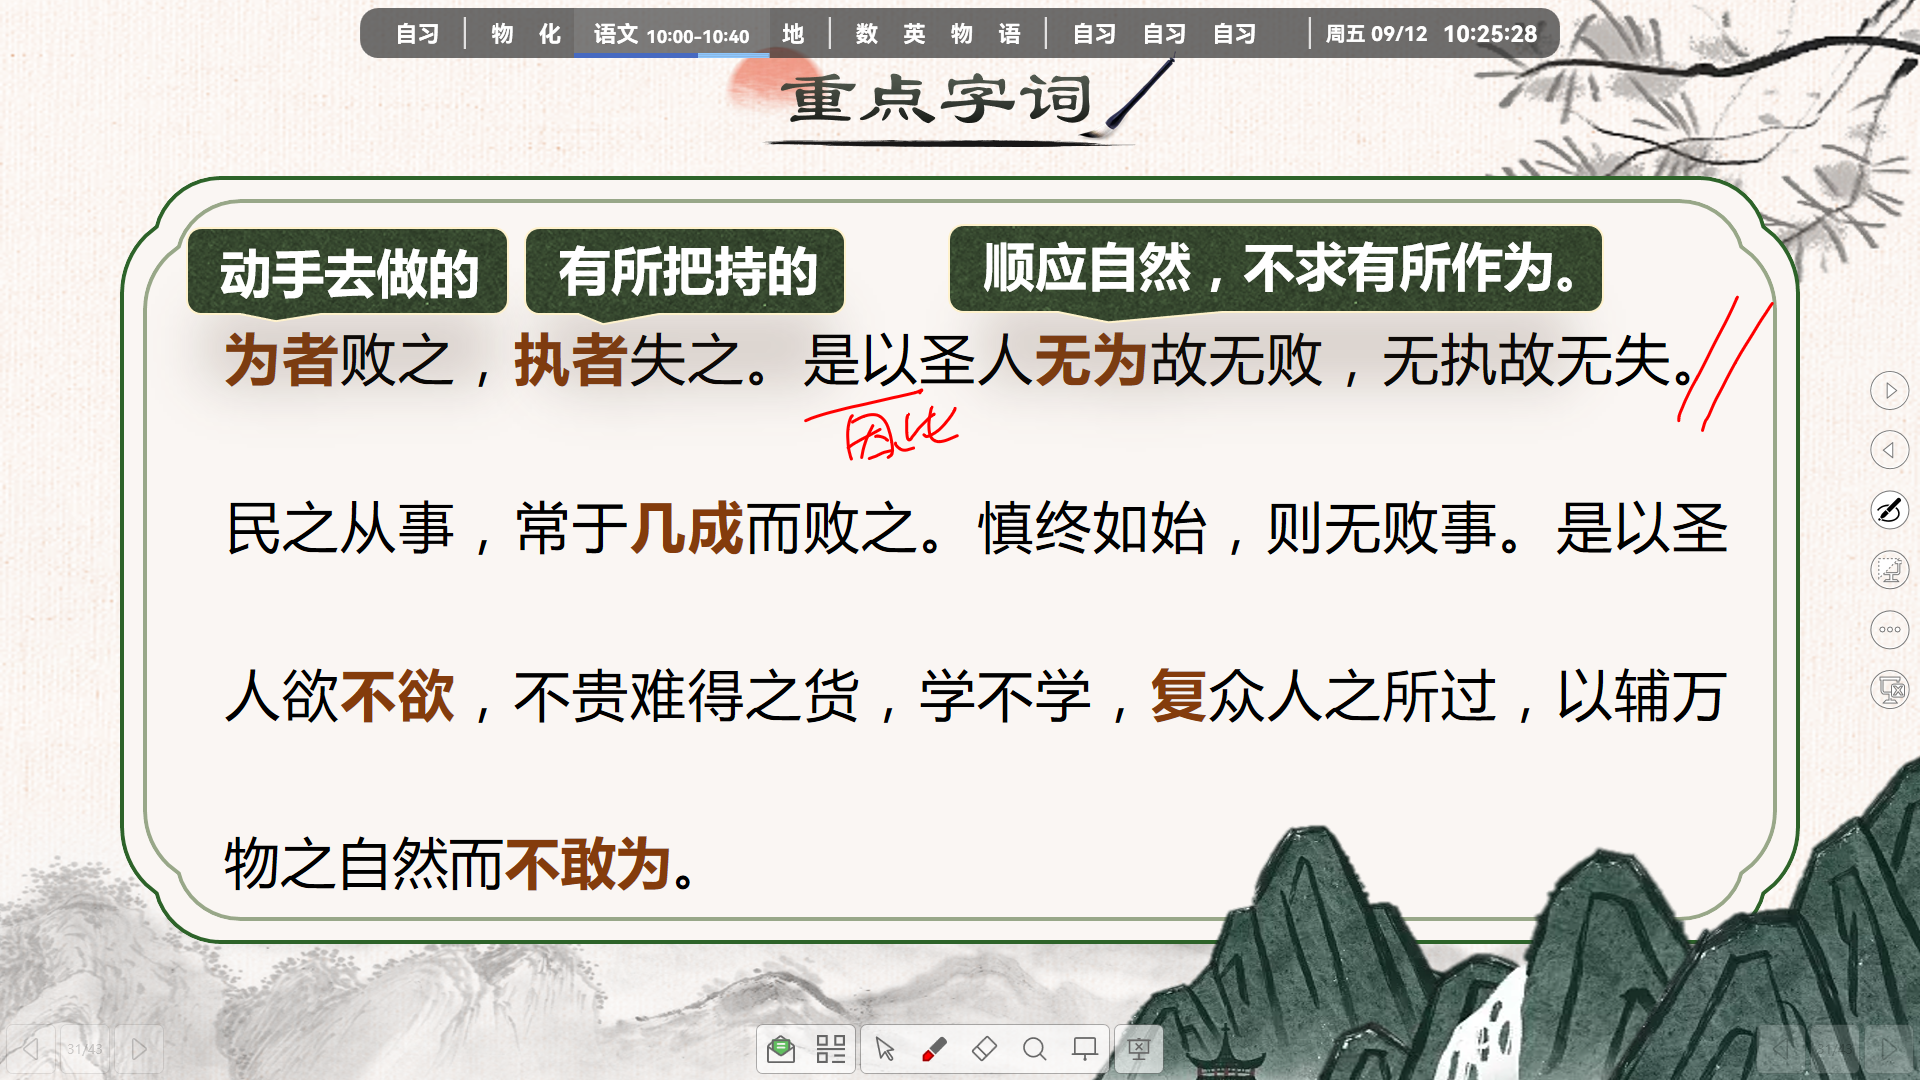 自习 物 化 语文 10:00-10:40 地 数 英 物 语 自习 自习 自习 周五 09/12 10:25:28
重点字词
动手去做的 有所把持的 顺应自然，不求有所作为。
为者败之，执者失之。是以圣人无为故无败，无执故无失。
因此
民之从事，常于几成而败之。慎终如始，则无败事。是以圣
人欲不欲，不贵难得之货，学不学，复众人之所过，以辅万
物之自然而不敢为。
31/43